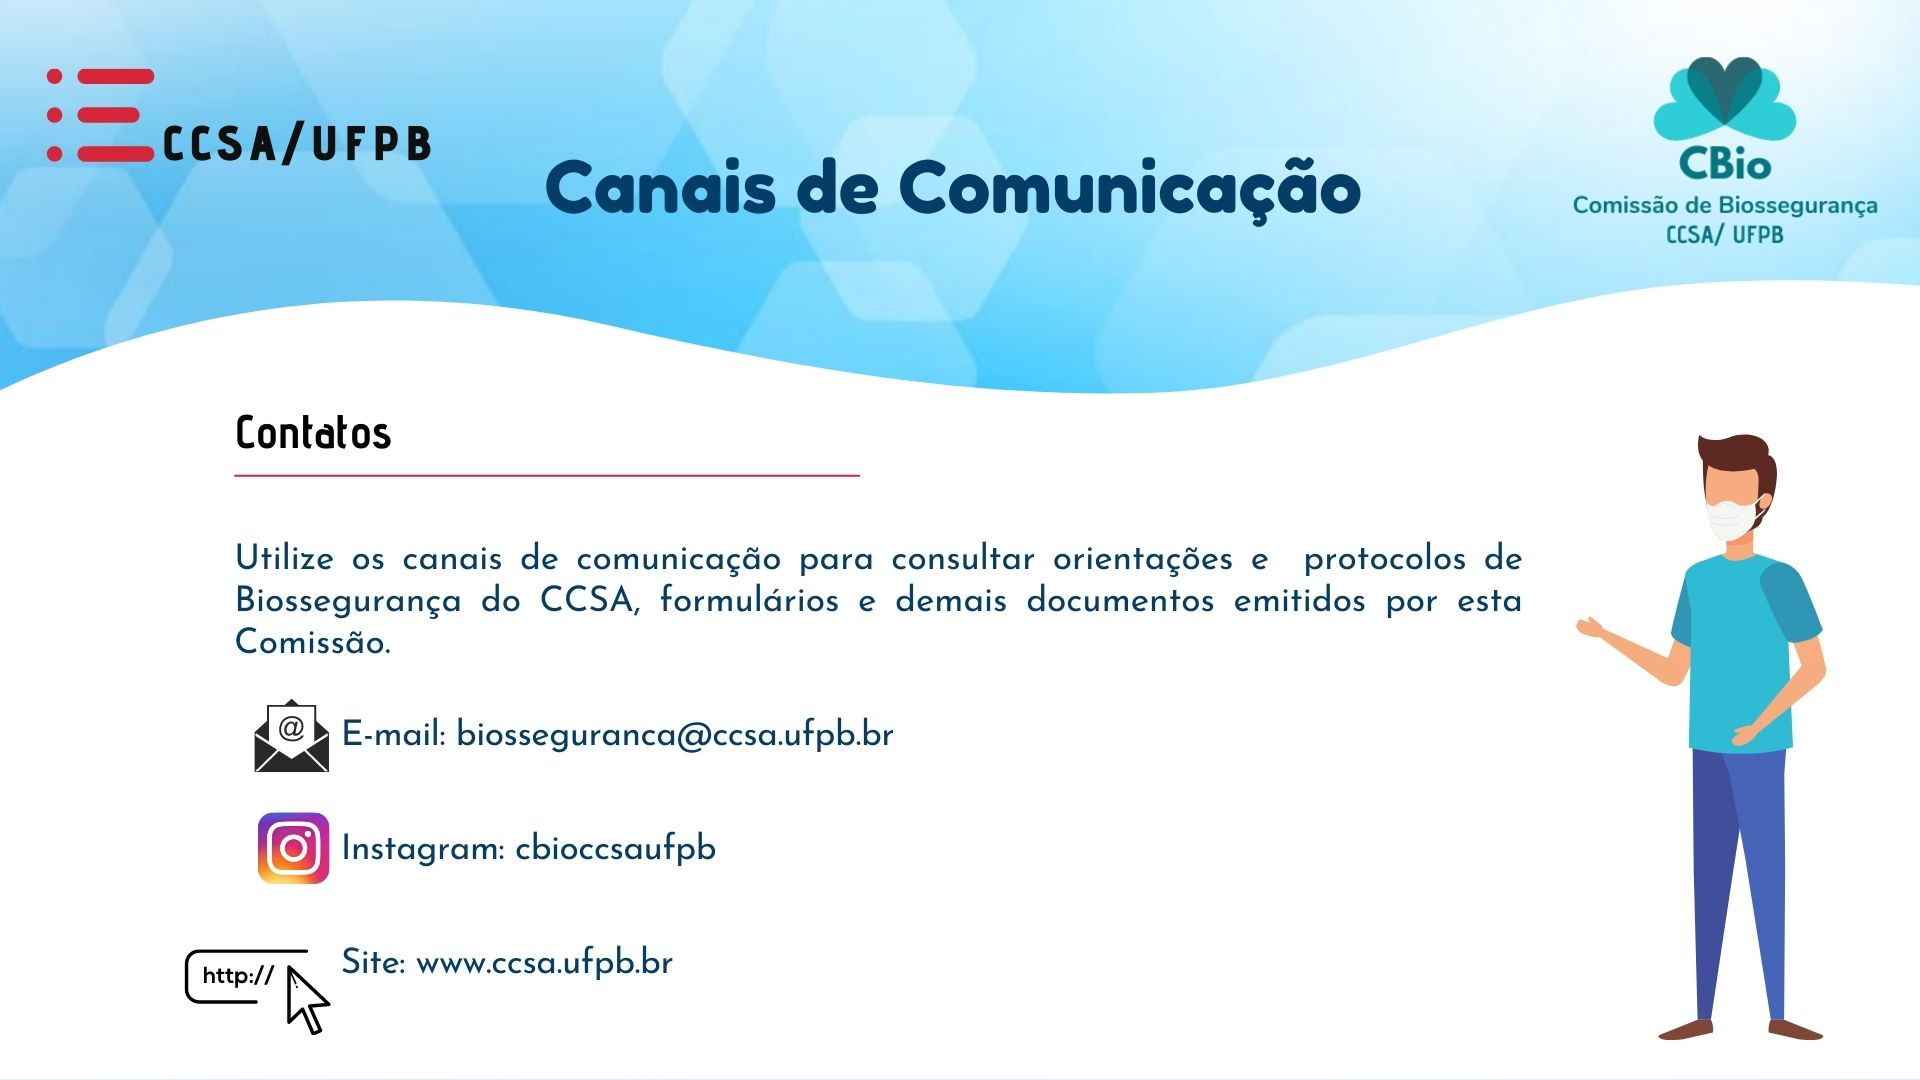 CCSA/UFPB
Canais de Comunicação
CBio
Comissão de Biossegurança
CCSA/ UFPB
Contatos
Utilize os canais de comunicação para consultar orientações e protocolos de
Biossegurança do CCSA, formulários e demais documentos emitidos por esta
Comissão.
@
E-mail: biosseguranca@ccsa.ufpb.br
Instagram: cbioccsaufpb
Site: www.ccsa.ufpb.br
http://